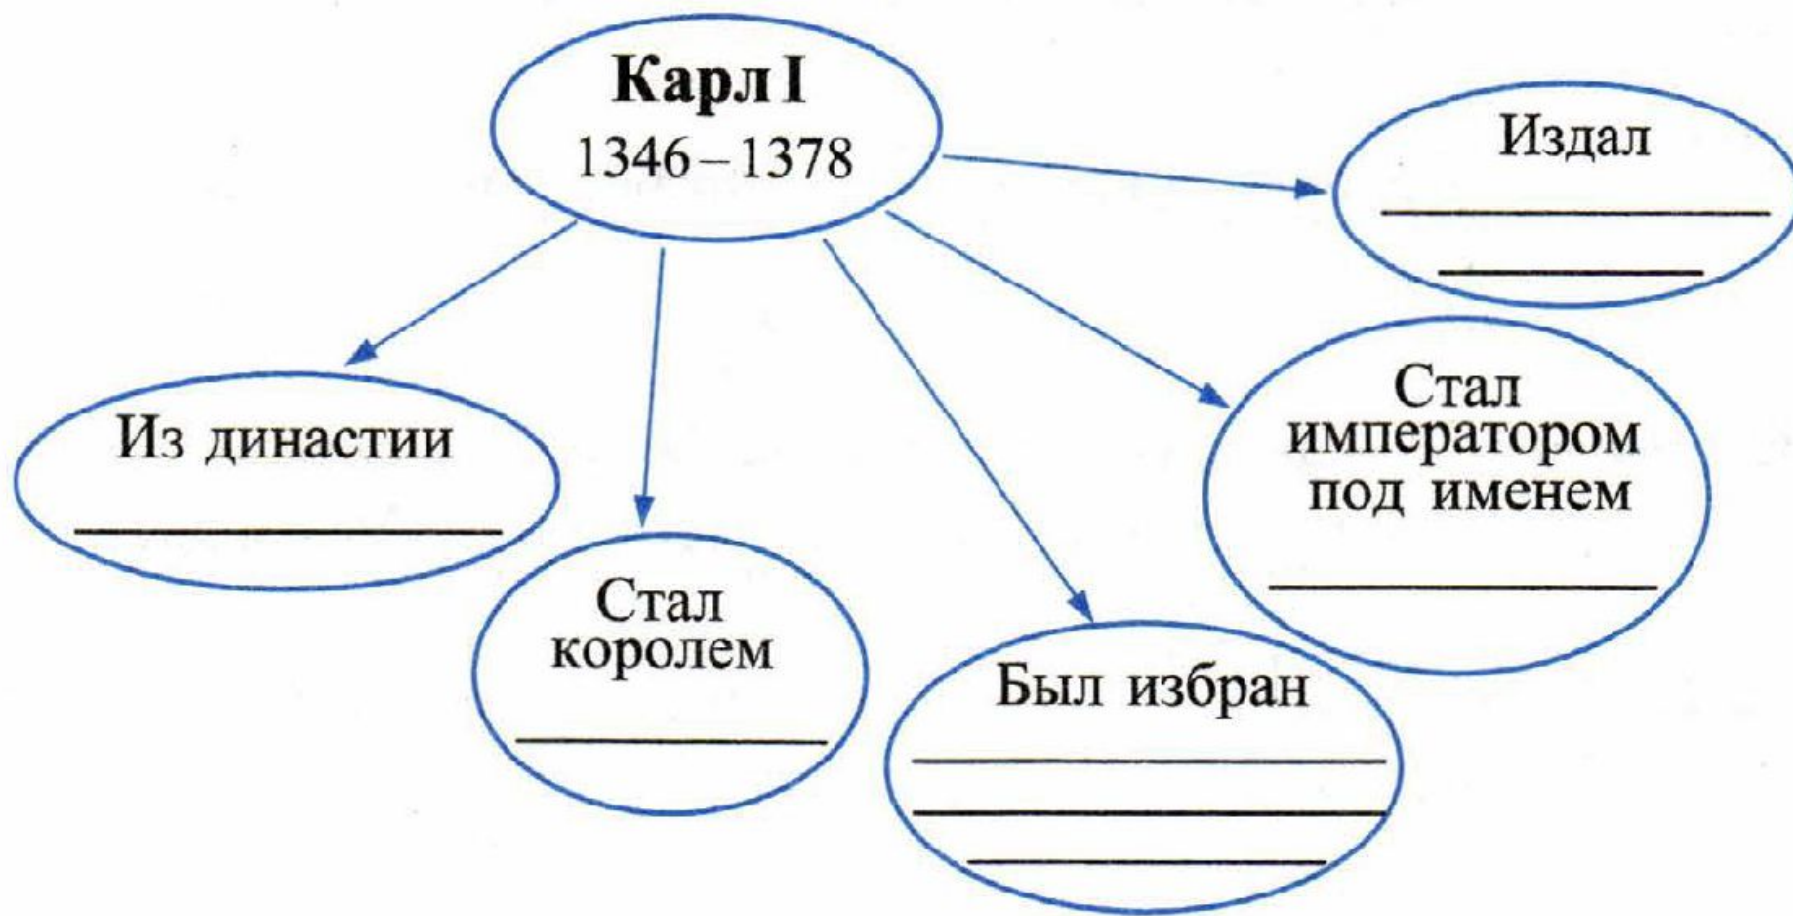 Карл I
1346–1378
Издал
Из династии
Стал
королем
Был избран
Стал
императором
под именем